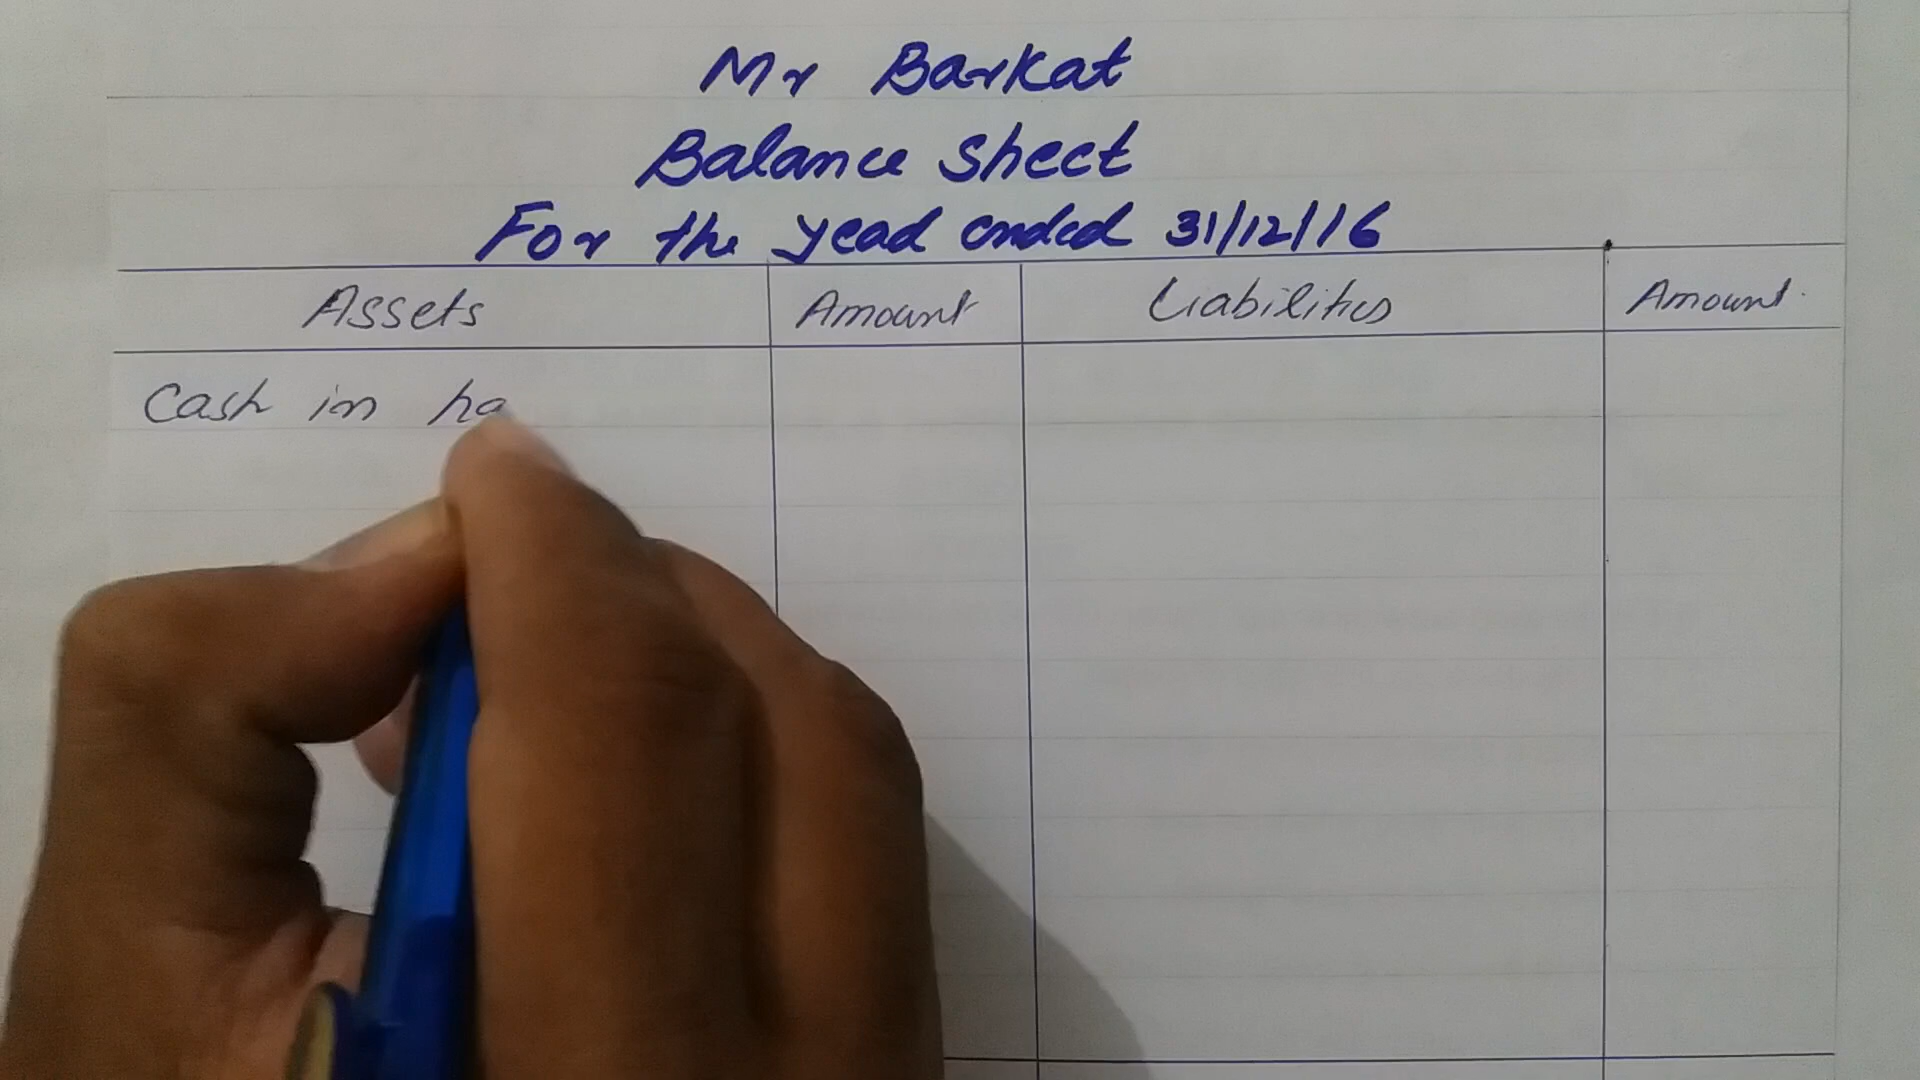 Mr Barkat
Balance Sheet
For the yead ended 31/12/16
Assets Amount Liabilities Amount
Cash in ha